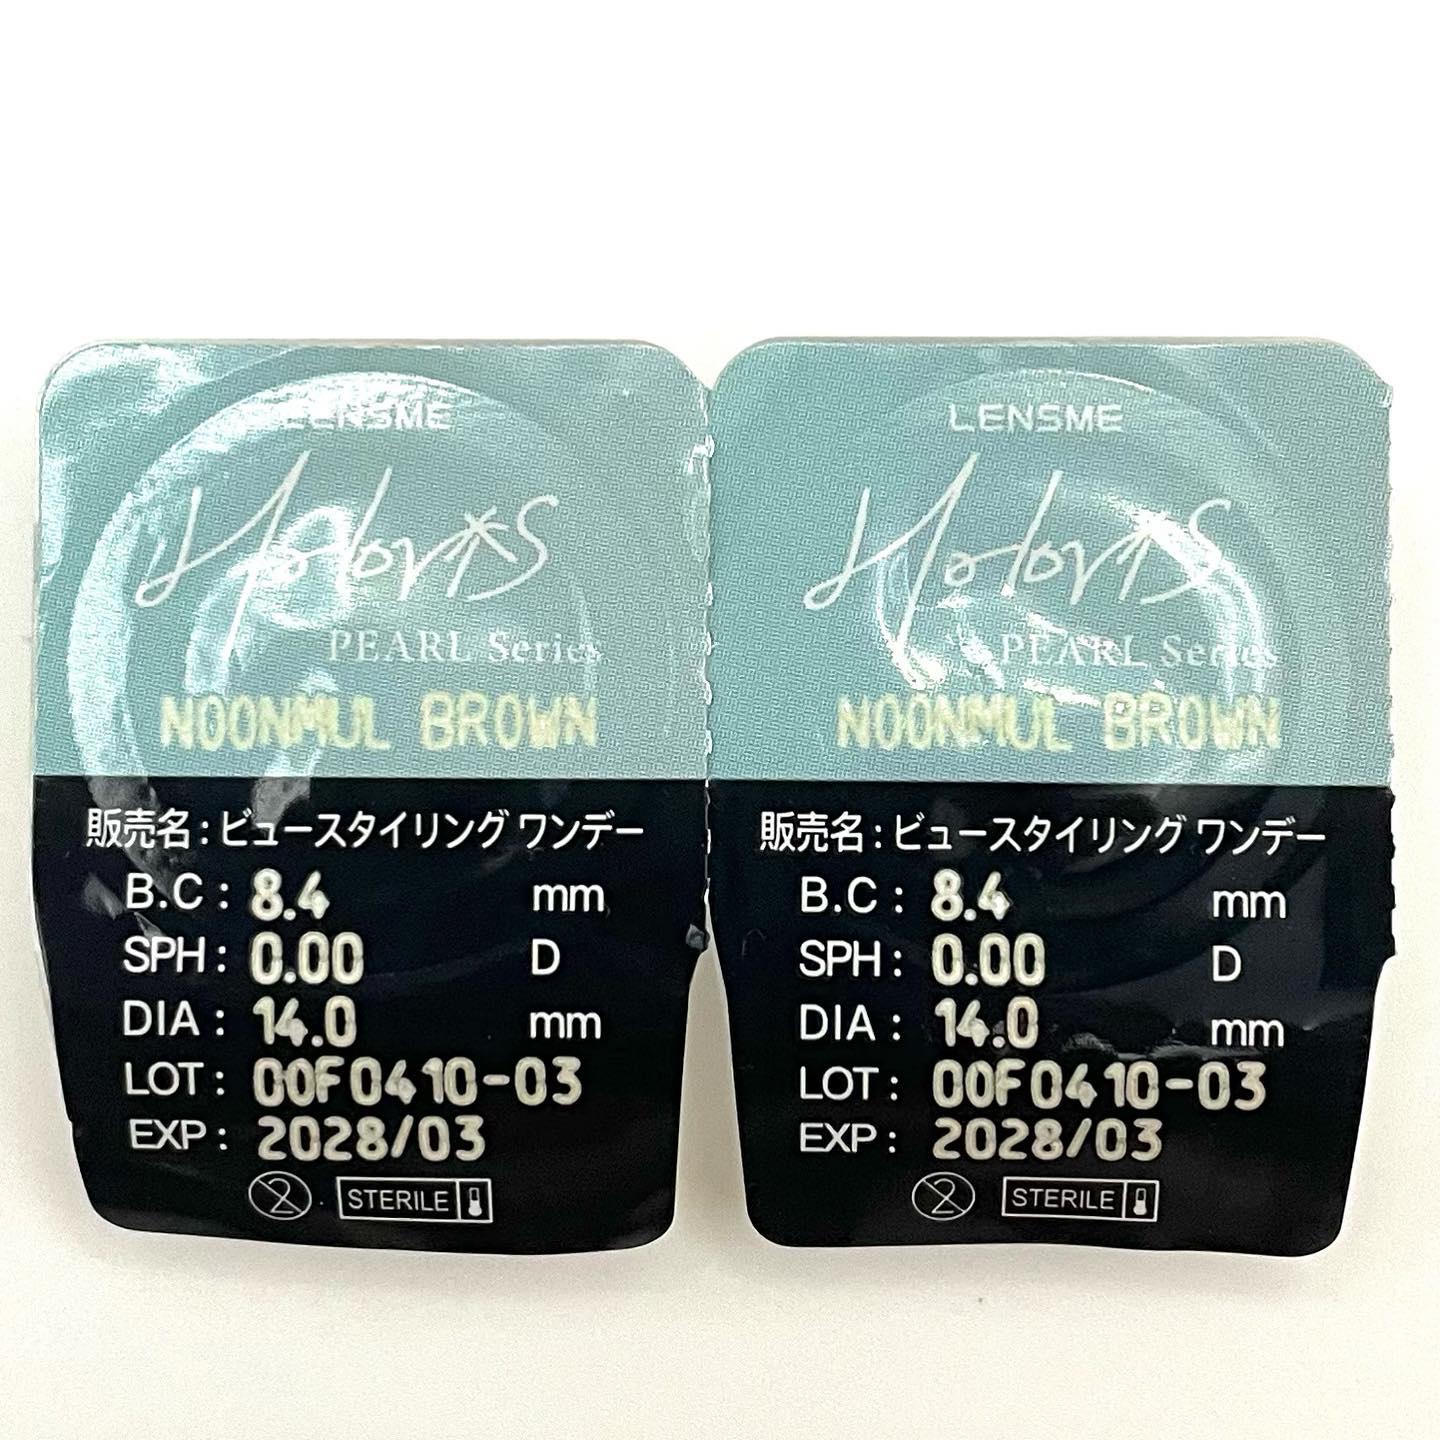 LENSME
Holoris
PEARL Series
NOONMUL BROWN
販売名：ビュースタイリング ワンデー
B.C : 8.4 mm
SPH : 0.00 D
DIA : 14.0 mm
LOT : 00F0410-03
EXP : 2028/03
2 STERILE
LENSME
Holoris
PEARL Series
NOONMUL BROWN
販売名：ビュースタイリング ワンデー
B.C : 8.4 mm
SPH : 0.00 D
DIA : 14.0 mm
LOT : 00F0410-03
EXP : 2028/03
2 STERILE